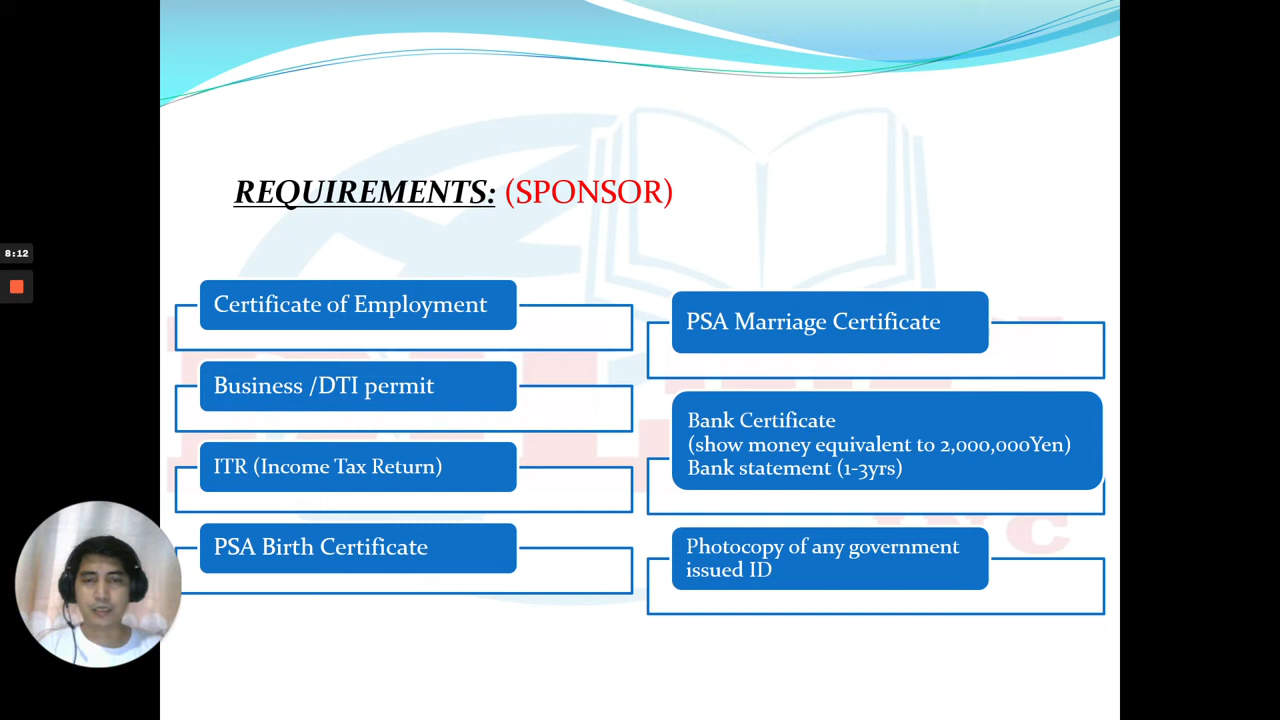 REQUIREMENTS: (SPONSOR)
8:12
Certificate of Employment
Business /DTI permit
ITR (Income Tax Return)
PSA Birth Certificate
PSA Marriage Certificate
Bank Certificate
(show money equivalent to 2,000,000Yen)
Bank statement (1-3yrs)
Photocopy of any government
issued ID